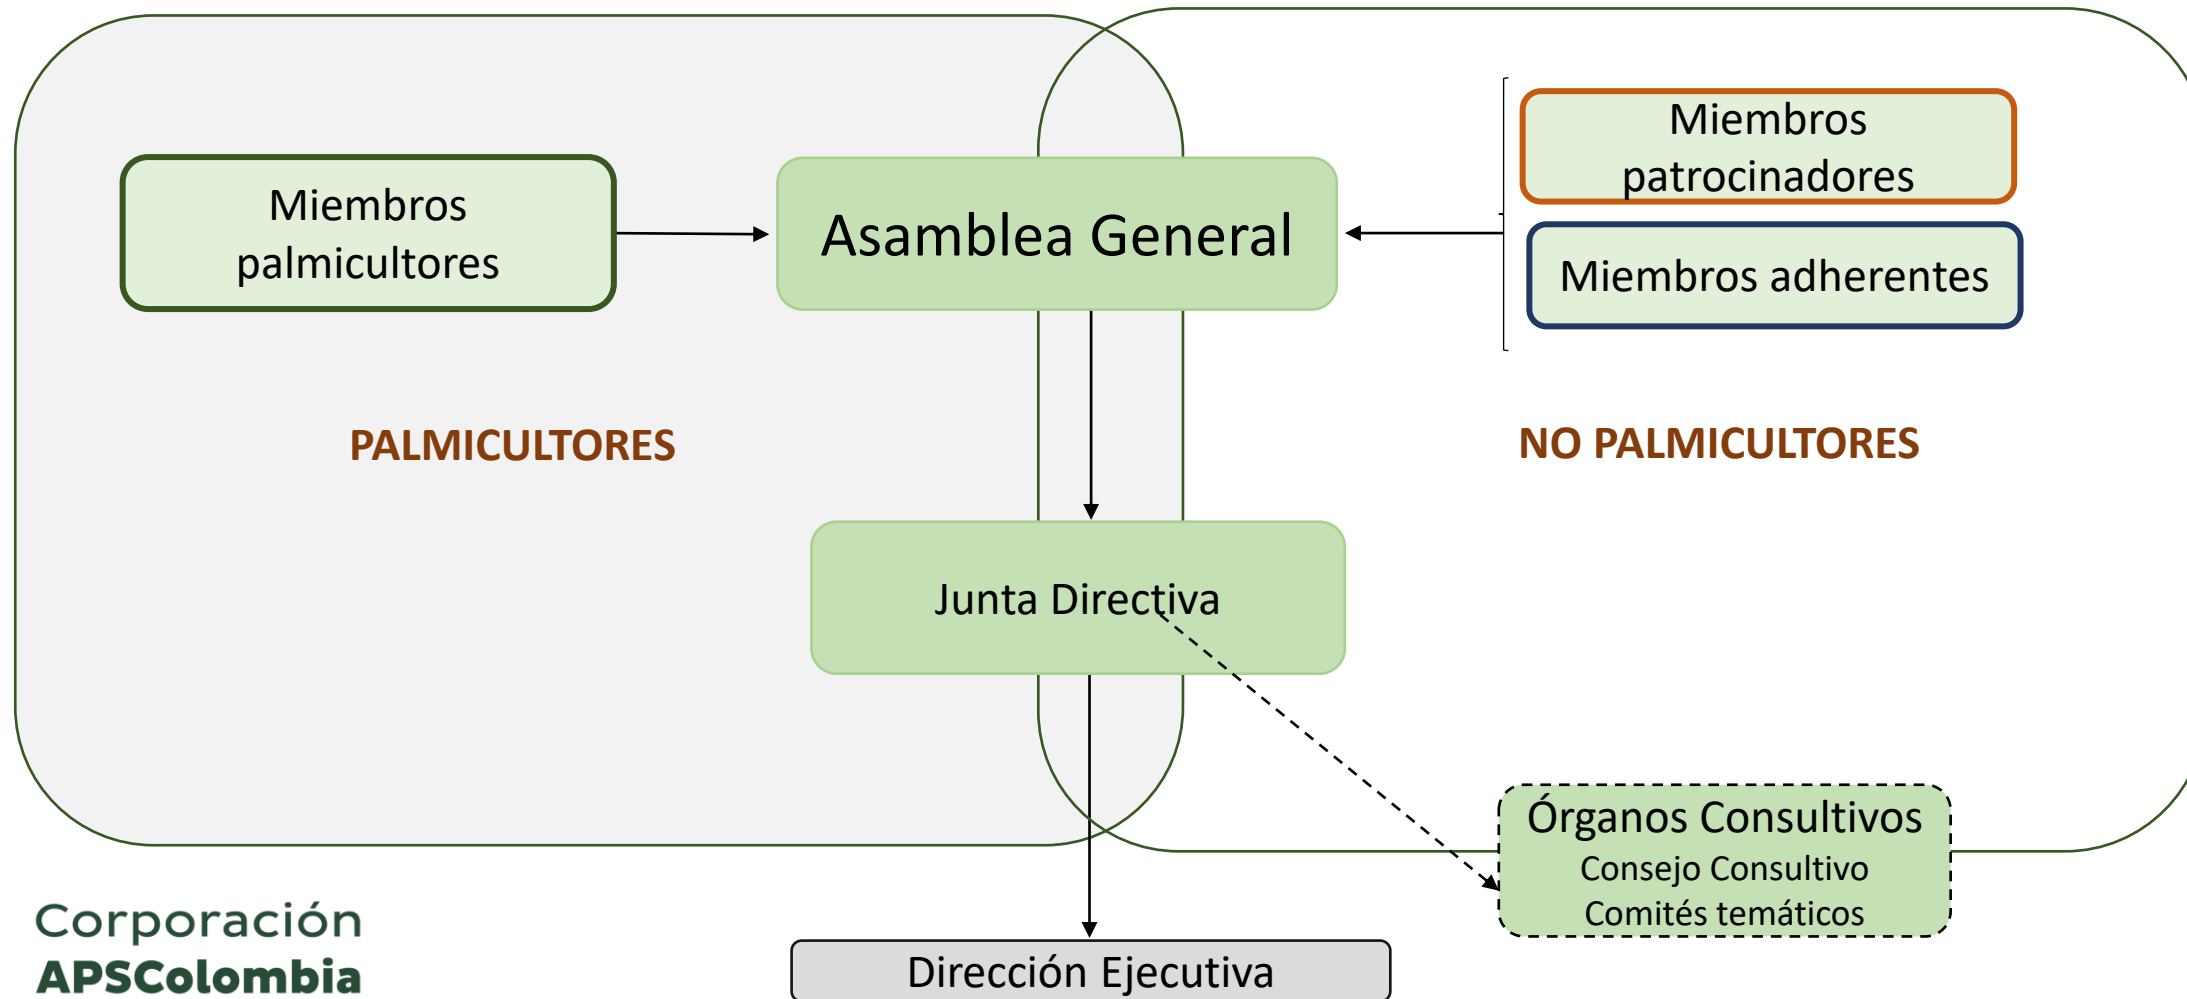 Miembros
patrocinadores
Miembros
palmicultores
Asamblea General
Miembros adherentes
PALMICULTORES
NO PALMICULTORES
Junta Directiva
Órganos Consultivos
Consejo Consultivo
Comités temáticos
Corporación
APSColombia
Dirección Ejecutiva